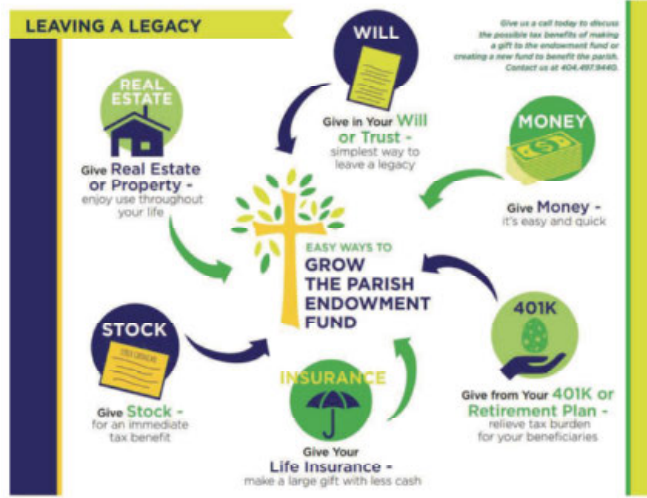 LEAVING A LEGACY
Give us a call today to discuss
the possible tax benefits of making
a gift to the endowment fund or
creating a new fund to benefit the parish.
Contact us at 404.497.9440.
WILL
Give in Your Will
or Trust -
simplest way to
leave a legacy
REAL
ESTATE
Give Real Estate
or Property -
enjoy use throughout
your life
MONEY
Give Money -
it's easy and quick
EASY WAYS TO
GROW
THE PARISH
ENDOWMENT
FUND
STOCK
Give Stock -
for an immediate
tax benefit
INSURANCE
Give Your
Life Insurance -
make a large gift with less cash
401K
Give from Your 401K or
Retirement Plan -
relieve tax burden
for your beneficiaries